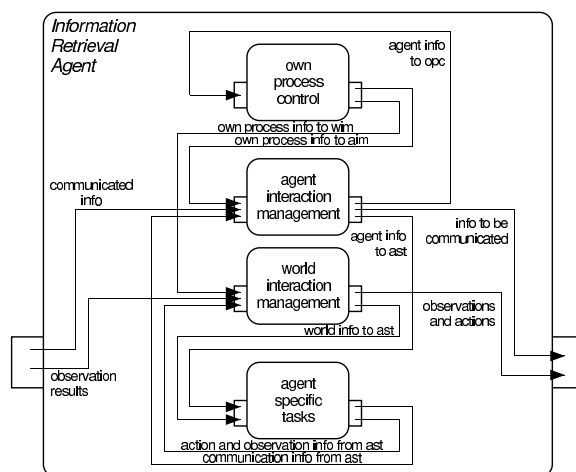 Information
Retrieval
Agent
agent info
to opc
own
process
control
own process info to wim
own process info to aim
communicated
info
agent
interaction
management
agent info
to ast
info to be
communicated
world
interaction
management
observations
and actions
world info to ast
observation
results
agent
specific
tasks
action and observation info from ast
communication info from ast